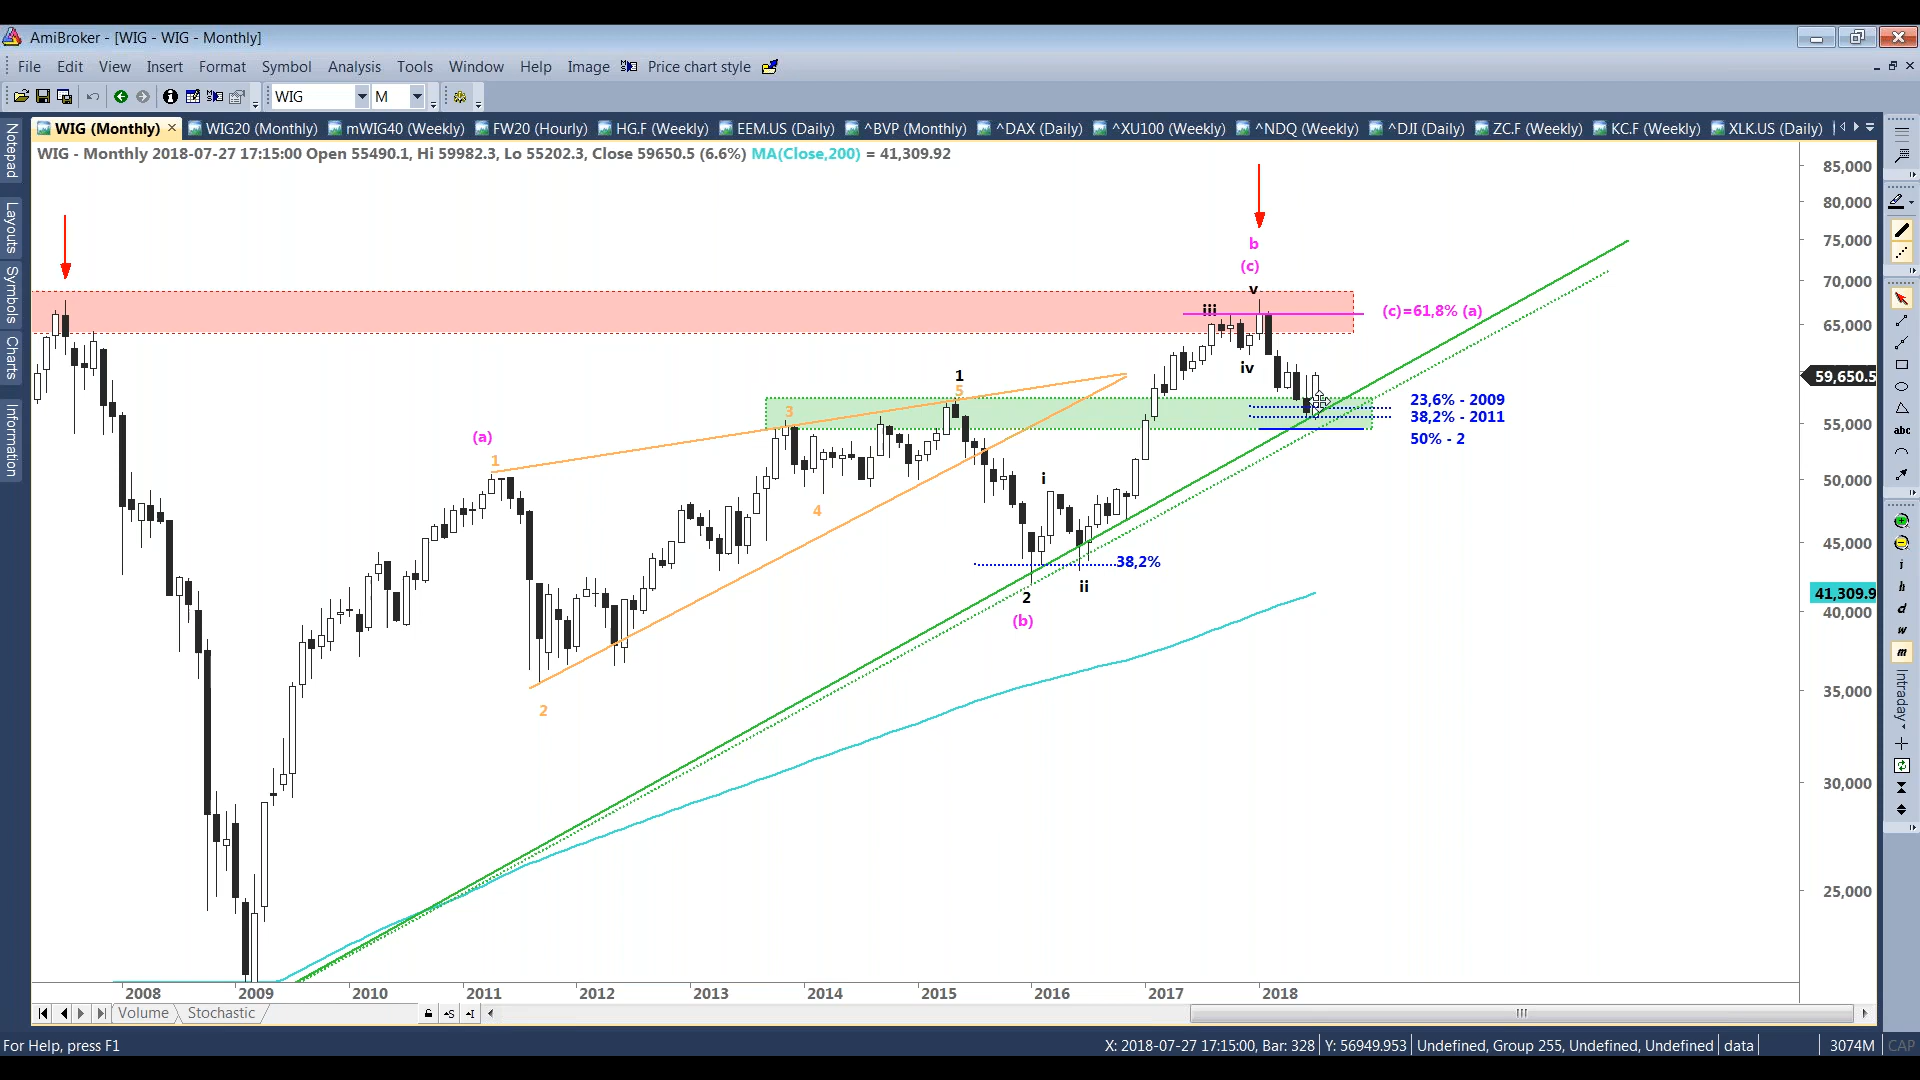 AmiBroker - [WIG - WIG - Monthly]
File Edit View Insert Format Symbol Analysis Tools Window Help Image Price chart style
WIG M
WIG (Monthly) WIG20 (Monthly) mWIG40 (Weekly) FW20 (Hourly) HG.F (Weekly) EEM.US (Daily) ^BVP (Monthly) ^DAX (Daily) ^XU100 (Weekly) ^NDQ (Weekly) ^DJI (Daily) ZC.F (Weekly) KC.F (Weekly) XLK.US (Daily)
WIG - Monthly 2018-07-27 17:15:00 Open 55490.1, Hi 59982.3, Lo 55202.3, Close 59650.5 (6.6%) MA(Close,200) = 41,309.92
Notepad
Layouts
Symbols
Charts
Information
85,000
80,000
75,000
70,000
65,000
59,650.5
55,000
50,000
45,000
41,309.9
40,000
35,000
30,000
25,000
b
(c)
v
iii
(c)=61,8% (a)
iv
1
5
3
23,6% - 2009
38,2% - 2011
50% - 2
(a)
1
i
4
38,2%
ii
2
(b)
2
abc
i
h
d
w
m
Intraday
2008 2009 2010 2011 2012 2013 2014 2015 2016 2017 2018
Volume Stochastic
S I
For Help, press F1
X: 2018-07-27 17:15:00, Bar: 328 Y: 56949.953 Undefined, Group 255, Undefined, Undefined data 3074M CAP